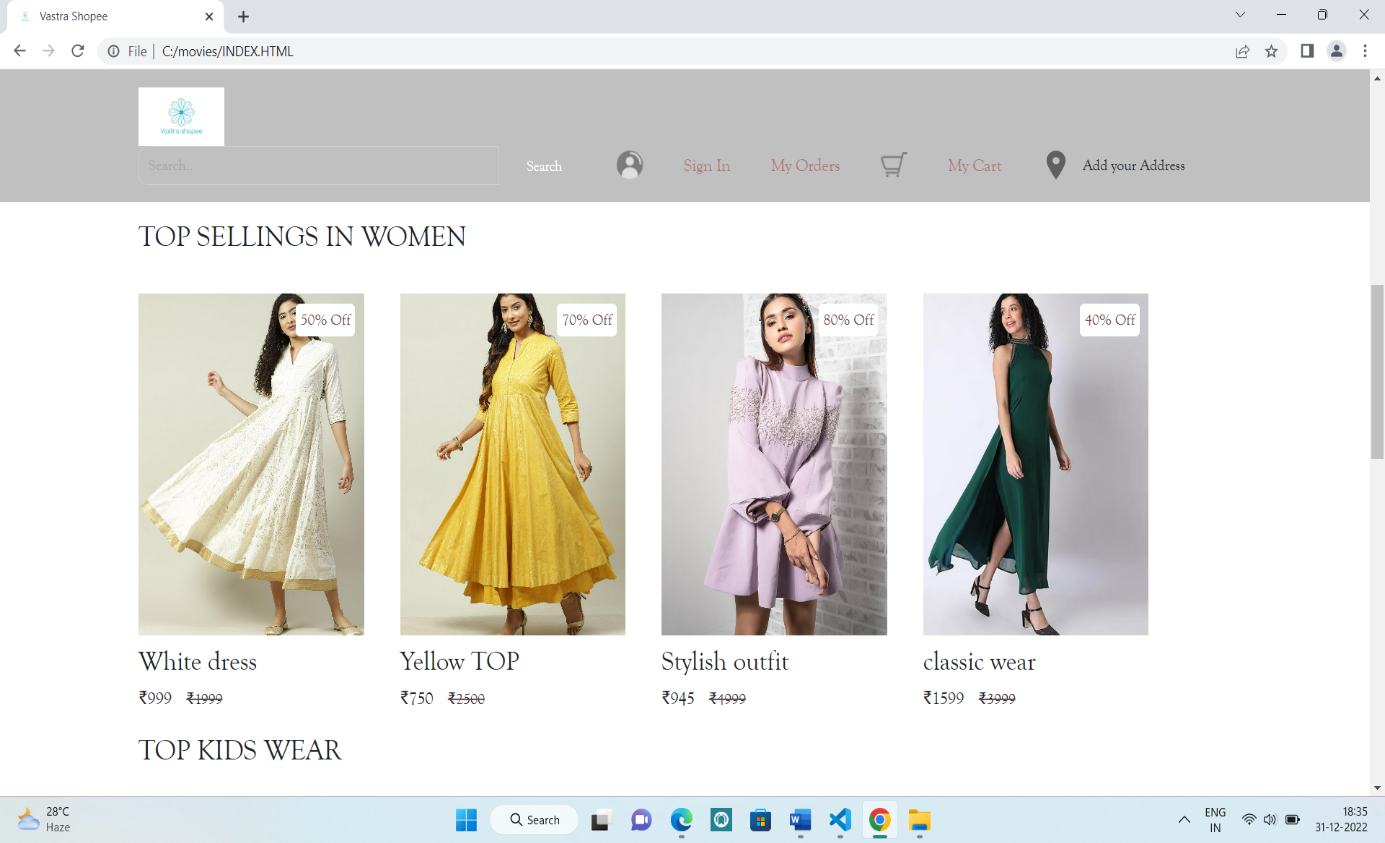 Vastra Shopee
File | C:/movies/INDEX.HTML
Vastra shopee
Search.. Search Sign In My Orders My Cart Add your Address
TOP SELLINGS IN WOMEN
50% Off 70% Off 80% Off 40% Off
White dress Yellow TOP Stylish outfit classic wear
₹999 ₹1999 ₹750 ₹2500 ₹945 ₹4999 ₹1599 ₹3999
TOP KIDS WEAR
28°C
Haze
Search
ENG
IN
18:35
31-12-2022